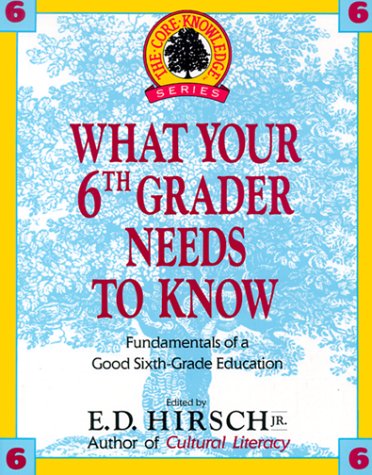 6 6
THE · CORE · KNOWLEDGE
SERIES
WHAT YOUR
6TH GRADER
NEEDS
TO KNOW
Fundamentals of a
Good Sixth-Grade Education
Edited by
E.D. HIRSCH JR.
Author of Cultural Literacy
6 6